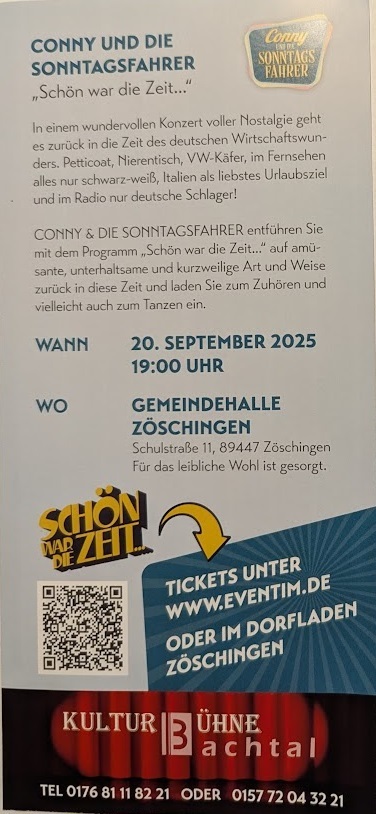 CONNY UND DIE
SONNTAGSFAHRER
„Schön war die Zeit...“
Conny
UND DIE
SONNTAGS
FAHRER
In einem wundervollen Konzert voller Nostalgie geht
es zurück in die Zeit des deutschen Wirtschaftswun-
ders. Petticoat, Nierentisch, VW-Käfer, im Fernsehen
alles nur schwarz-weiß, Italien als liebstes Urlaubsziel
und im Radio nur deutsche Schlager!
CONNY & DIE SONNTAGSFAHRER entführen Sie
mit dem Programm „Schön war die Zeit...“ auf amü-
sante, unterhaltsame und kurzweilige Art und Weise
zurück in diese Zeit und laden Sie zum Zuhören und
vielleicht auch zum Tanzen ein.
WANN 20. SEPTEMBER 2025
19:00 UHR
WO GEMEINDEHALLE
ZÖSCHINGEN
Schulstraße 11, 89447 Zöschingen
Für das leibliche Wohl ist gesorgt.
SCHÖN
WAR DIE ZEIT...
TICKETS UNTER
WWW.EVENTIM.DE
ODER IM DORFLADEN
ZÖSCHINGEN
KULTUR BÜHNE
Bachtal
TEL 0176 81 11 82 21 ODER 0157 72 04 32 21